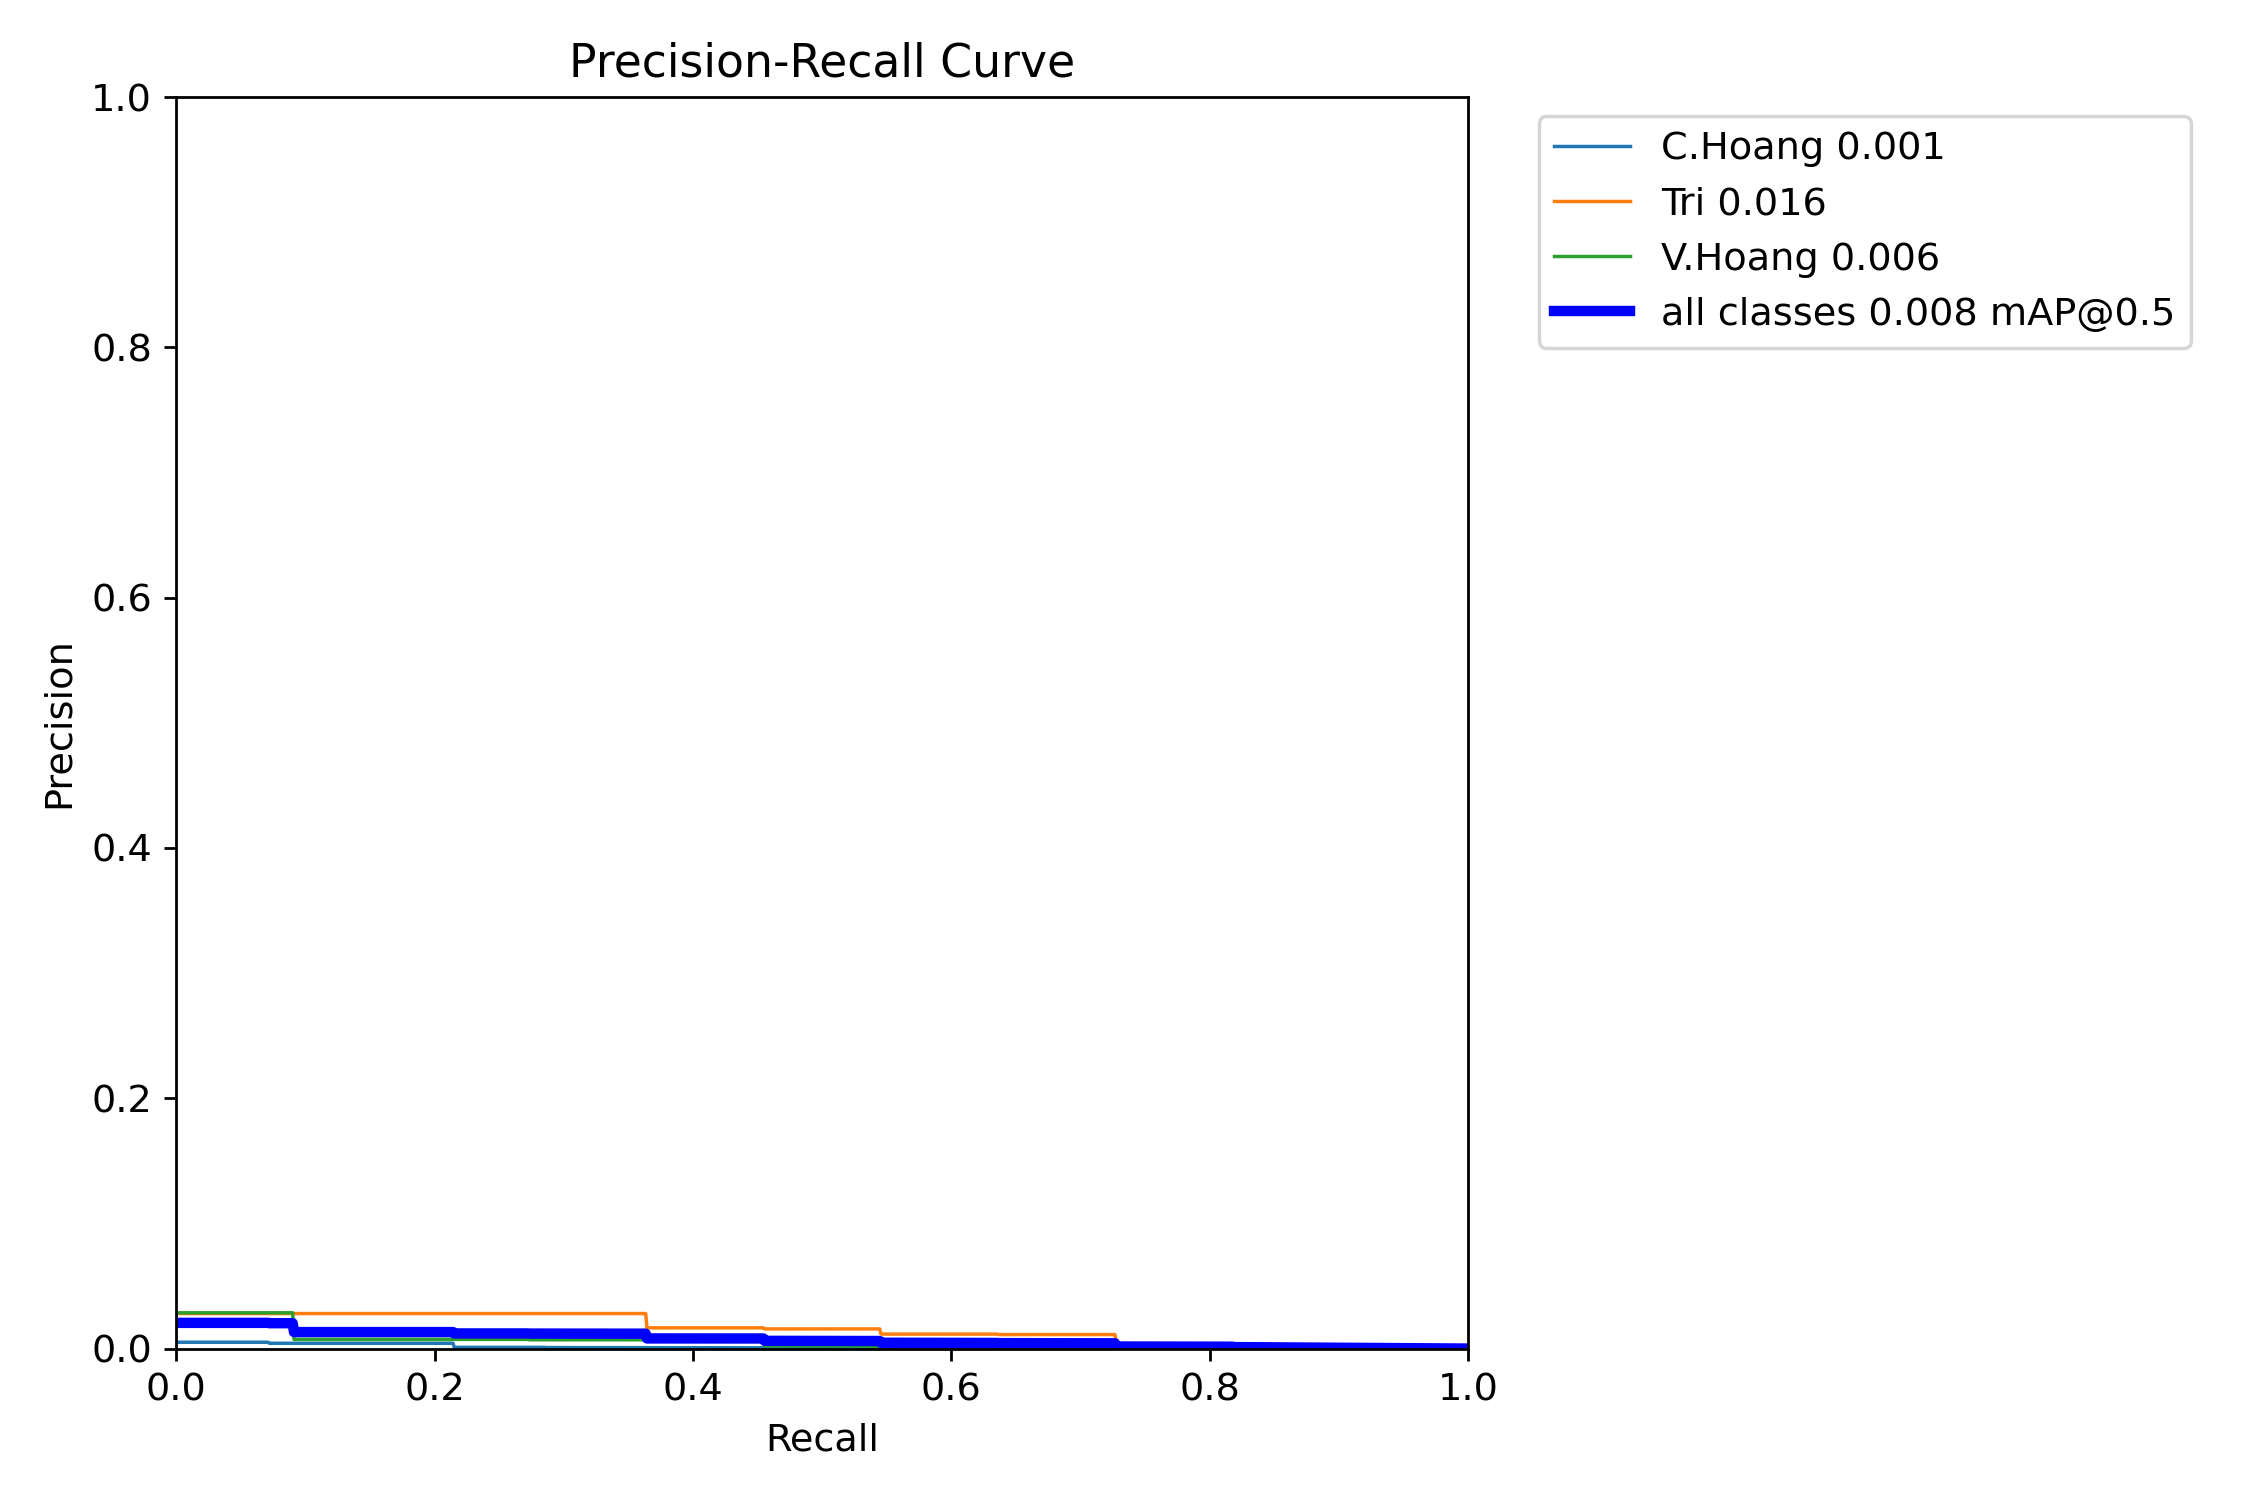 Precision-Recall Curve
1.0
0.8
0.6
0.4
0.2
0.0
Precision
0.0 0.2 0.4 0.6 0.8 1.0
Recall
C.Hoang 0.001
Tri 0.016
V.Hoang 0.006
all classes 0.008 mAP@0.5